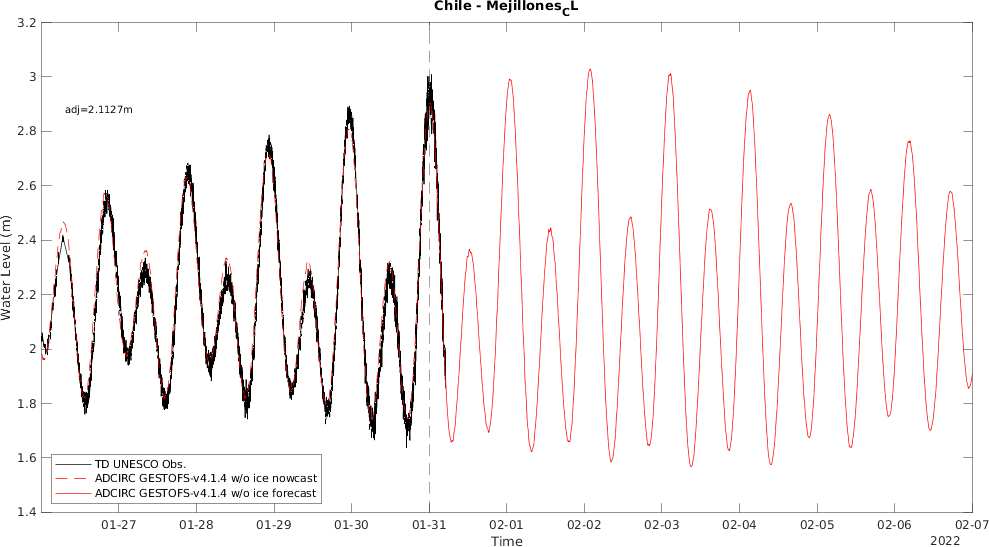 Chile - Mejillones_CL
3.2
3
2.8
2.6
2.4
2.2
2
1.8
1.6
1.4
Water Level (m)
adj=2.1127m
TD UNESCO Obs.
ADCIRC GESTOFS-v4.1.4 w/o ice nowcast
ADCIRC GESTOFS-v4.1.4 w/o ice forecast
01-27 01-28 01-29 01-30 01-31 02-01 02-02 02-03 02-04 02-05 02-06 02-07
Time
2022